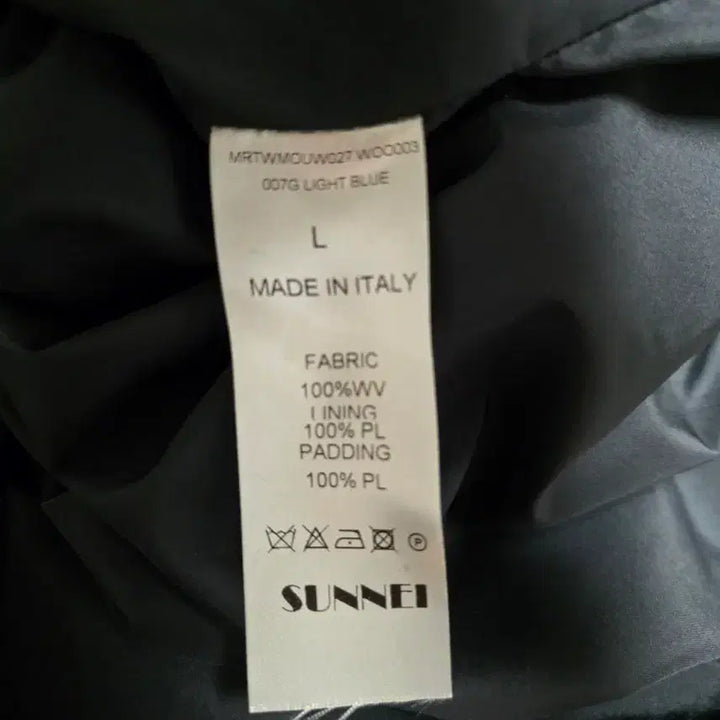 MRTWMOUW027.WOO003
007G LIGHT BLUE
L
MADE IN ITALY
FABRIC
100%WV
LINING
100% PL
PADDING
100% PL
P
SUNNEI